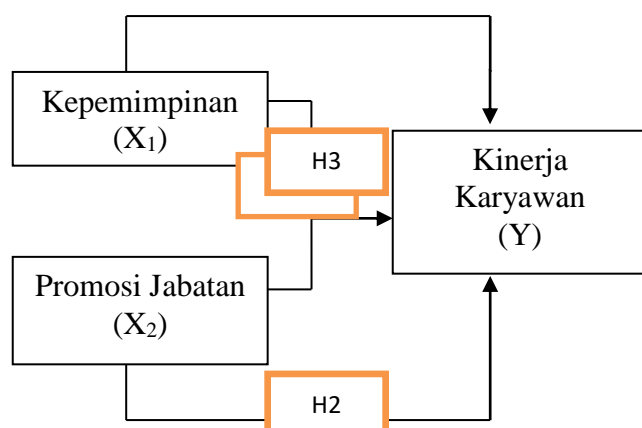 Kepemimpinan
(X₁)
H3
Kinerja
Karyawan
(Y)
Promosi Jabatan
(X₂)
H2